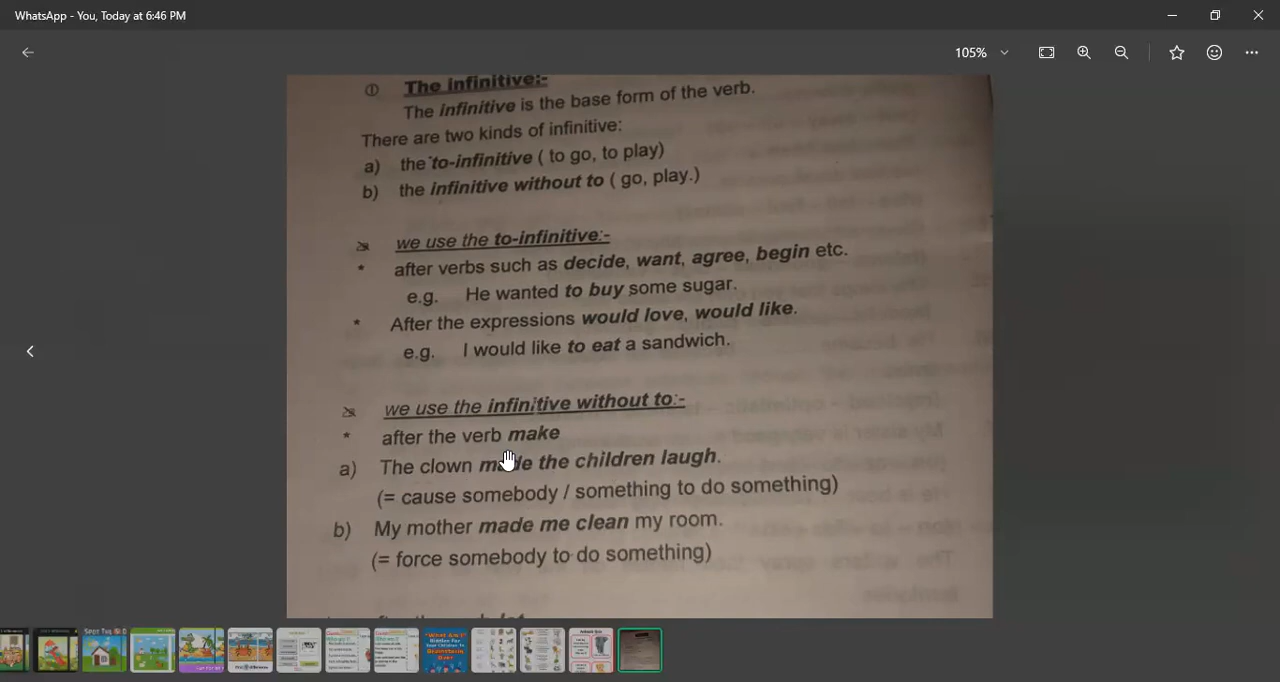 WhatsApp - You, Today at 6:46 PM
105%
① The infinitive:-
The infinitive is the base form of the verb.
There are two kinds of infinitive:
a) the to-infinitive ( to go, to play)
b) the infinitive without to ( go, play.)
we use the to-infinitive:-
* after verbs such as decide, want, agree, begin etc.
e.g. He wanted to buy some sugar.
* After the expressions would love, would like.
e.g. I would like to eat a sandwich.
we use the infinitive without to:-
* after the verb make
a) The clown made the children laugh.
(= cause somebody / something to do something)
b) My mother made me clean my room.
(= force somebody to do something)